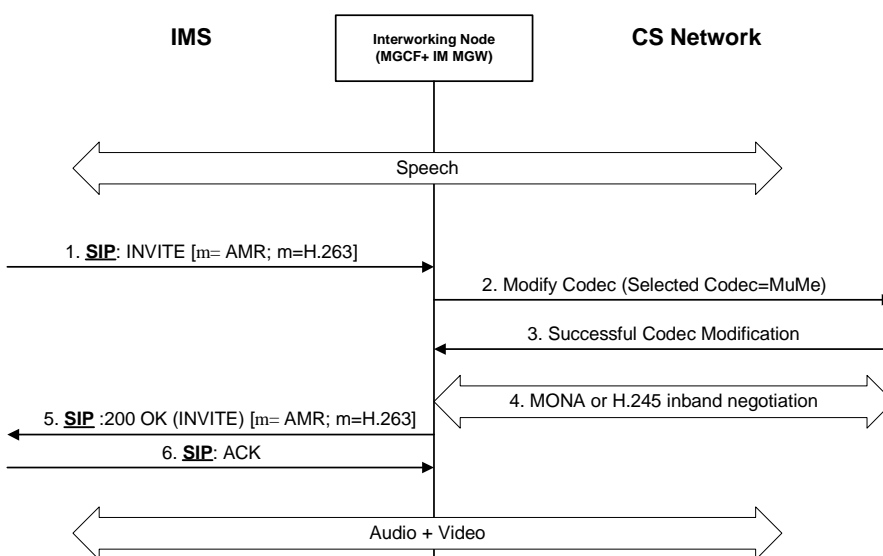 IMS
Interworking Node
(MGCF+ IM MGW)
CS Network
Speech
1. SIP: INVITE [m= AMR; m=H.263]
2. Modify Codec (Selected Codec=MuMe)
3. Successful Codec Modification
4. MONA or H.245 inband negotiation
5. SIP :200 OK (INVITE) [m= AMR; m=H.263]
6. SIP: ACK
Audio + Video